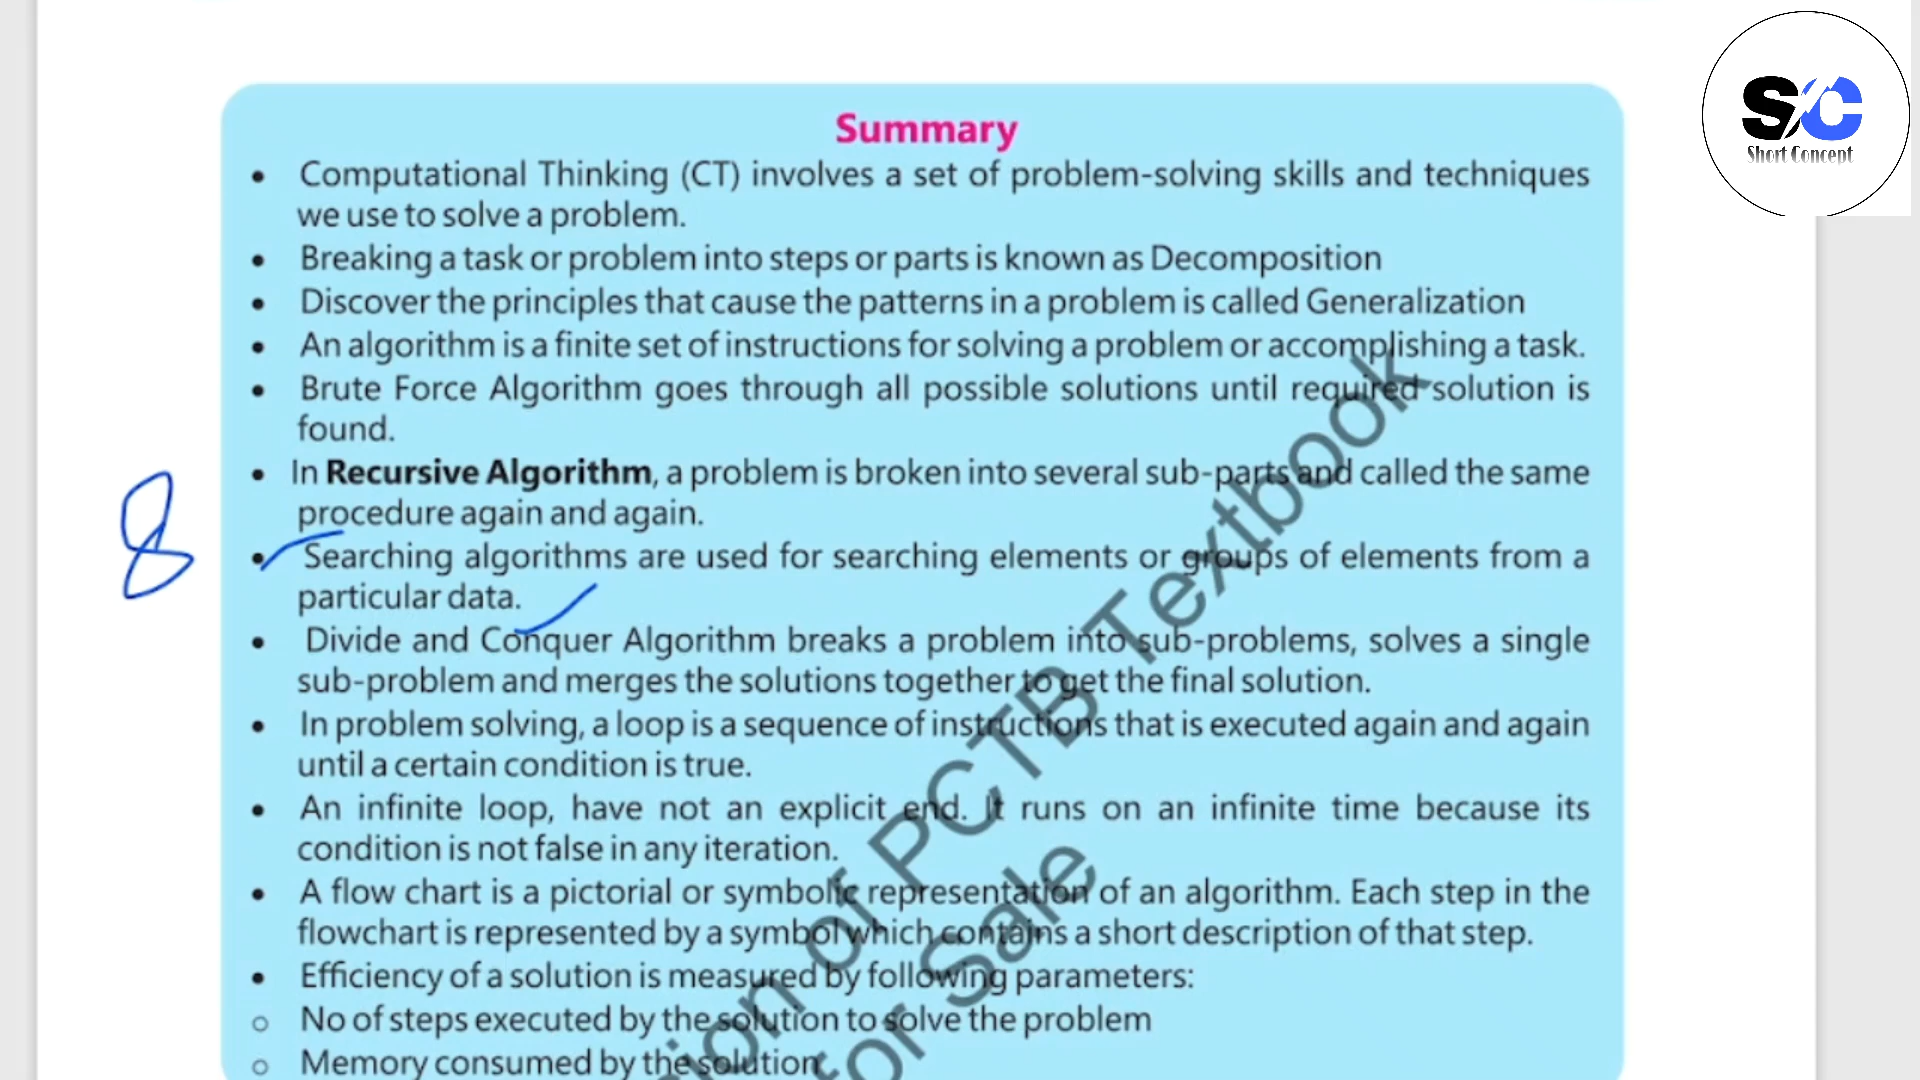 S/C
Short Concept
Summary
• Computational Thinking (CT) involves a set of problem-solving skills and techniques
we use to solve a problem.
• Breaking a task or problem into steps or parts is known as Decomposition
• Discover the principles that cause the patterns in a problem is called Generalization
• An algorithm is a finite set of instructions for solving a problem or accomplishing a task.
• Brute Force Algorithm goes through all possible solutions until required solution is
found.
• In Recursive Algorithm, a problem is broken into several sub-parts and called the same
procedure again and again.
8
• Searching algorithms are used for searching elements or groups of elements from a
particular data.
• Divide and Conquer Algorithm breaks a problem into sub-problems, solves a single
sub-problem and merges the solutions together to get the final solution.
• In problem solving, a loop is a sequence of instructions that is executed again and again
until a certain condition is true.
• An infinite loop, have not an explicit end. It runs on an infinite time because its
condition is not false in any iteration.
• A flow chart is a pictorial or symbolic representation of an algorithm. Each step in the
flowchart is represented by a symbol which contains a short description of that step.
• Efficiency of a solution is measured by following parameters:
○ No of steps executed by the solution to solve the problem
○ Memory consumed by the solution
of PCTB Textbook
for Sale